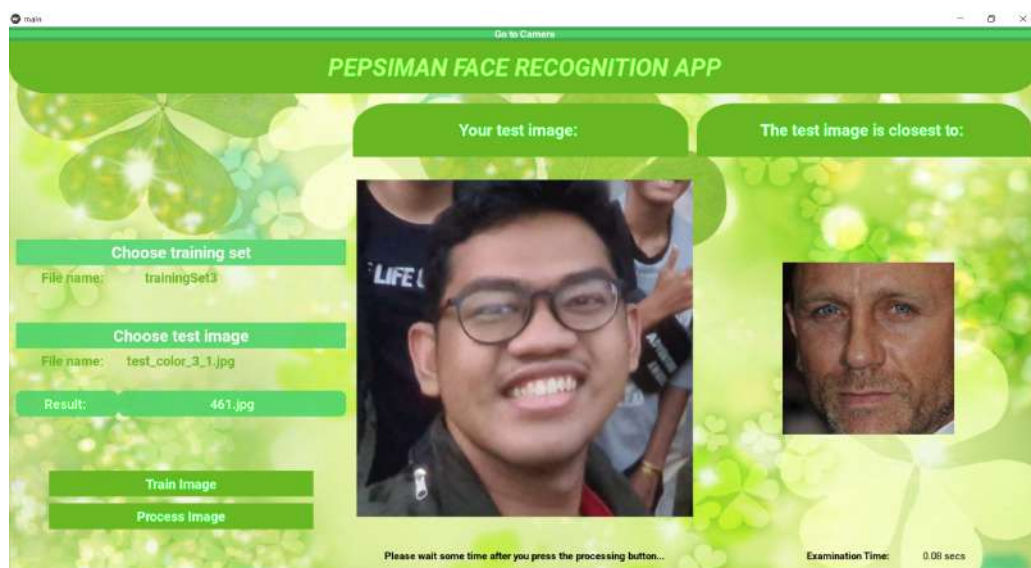 main
Go to Camera
PEPSIMAN FACE RECOGNITION APP
Your test image:
The test image is closest to:
Choose training set
File name: trainingSet3
LIFE
Choose test image
File name: test_color_3_1.jpg
Result: 461.jpg
Train Image
Process Image
Please wait some time after you press the processing button...
Examination Time: 0.08 secs